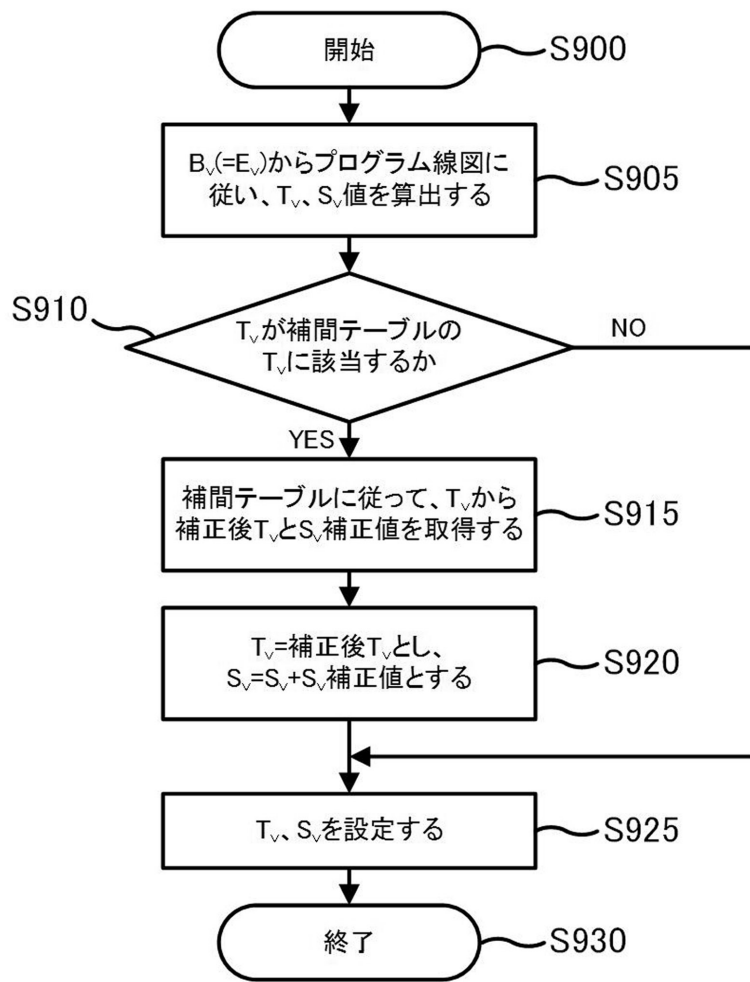 開始
S900
Bv(=Ev)からプログラム線図に
従い、Tv、Sv値を算出する
S905
S910
Tvが補間テーブルの
Tvに該当するか
NO
YES
補間テーブルに従って、Tvから
補正後TvとSv補正値を取得する
S915
Tv=補正後Tvとし、
Sv=Sv+Sv補正値とする
S920
Tv、Svを設定する
S925
終了
S930